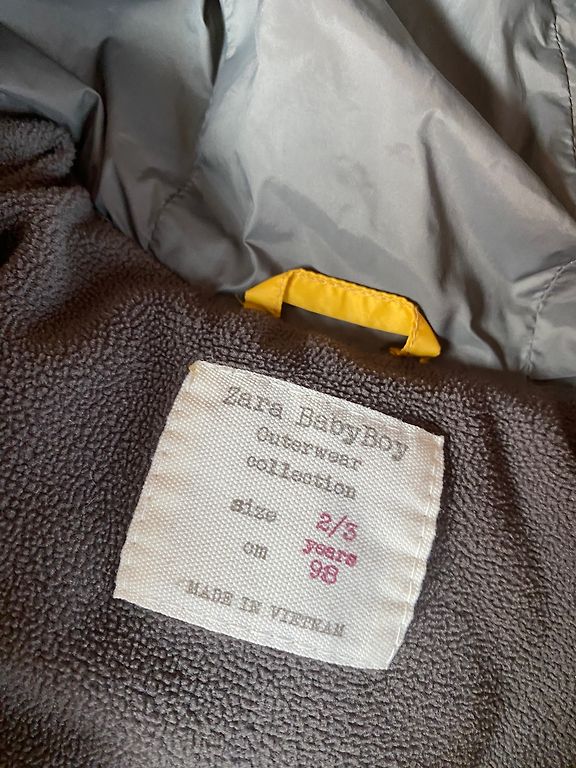 Zara BabyBoy
Outerwear
collection
size 2/3
years
cm 98
MADE IN VIETNAM